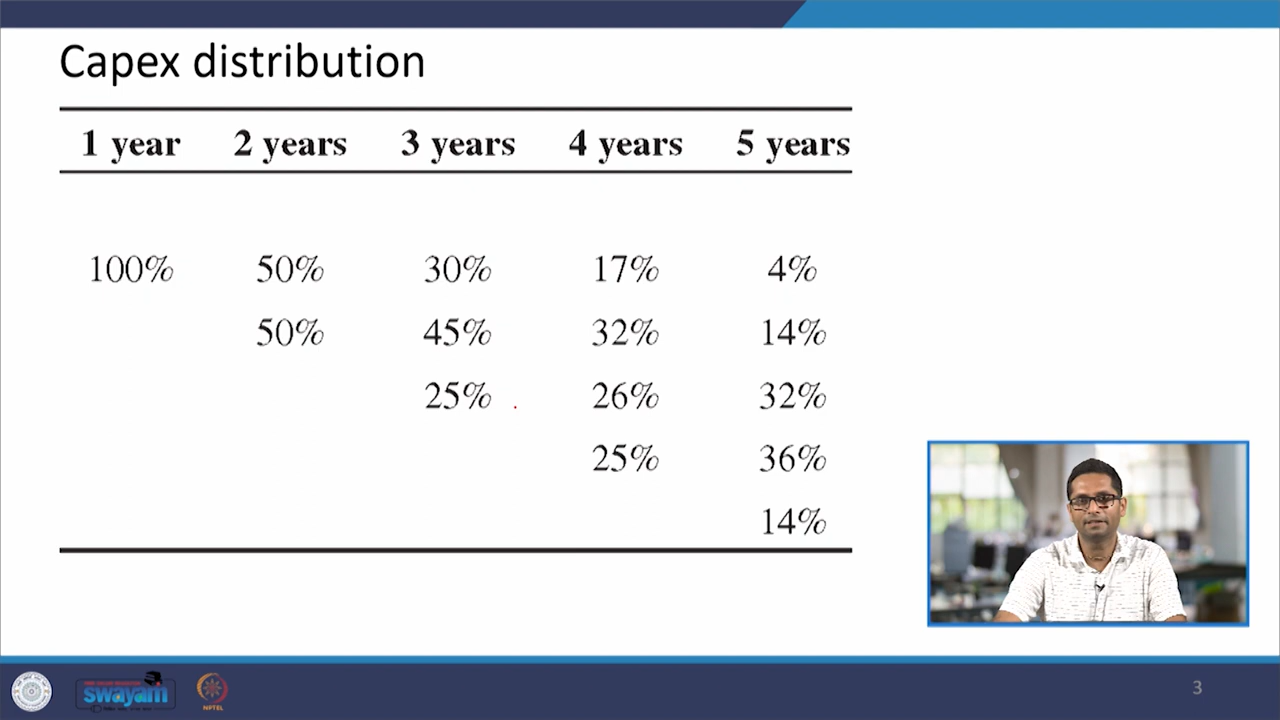 Capex distribution
1 year 2 years 3 years 4 years 5 years
100% 50% 30% 17% 4%
50% 45% 32% 14%
25% 26% 32%
25% 36%
14%
swayam
NPTEL
3